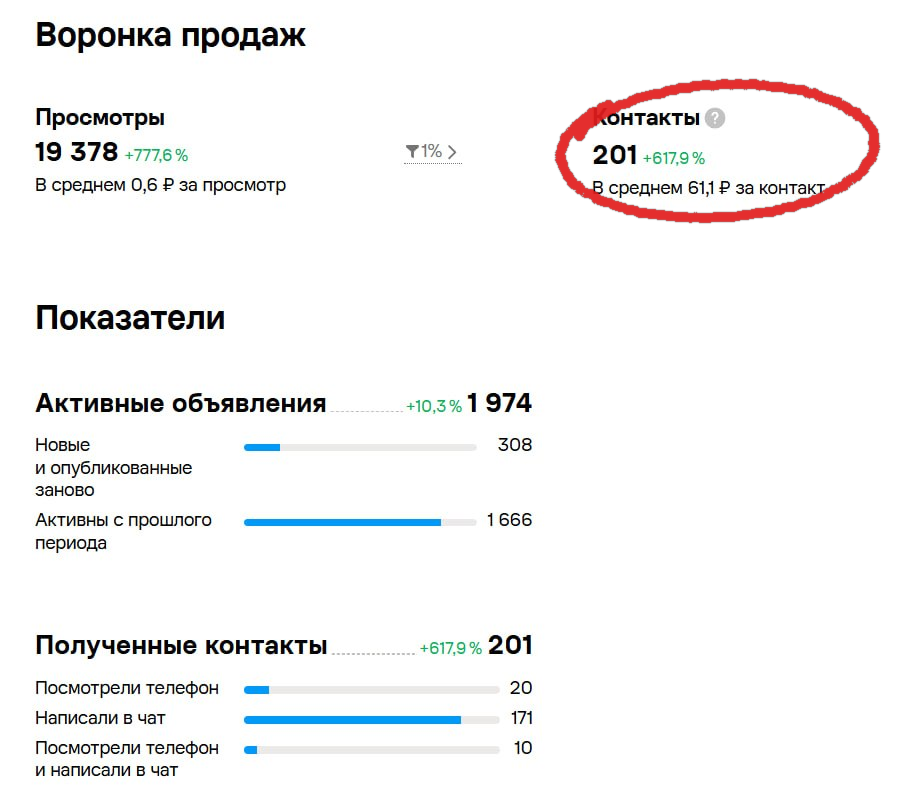 Воронка продаж
Просмотры
19 378 +777,6 %
В среднем 0,6 ₽ за просмотр
1%
Контакты ?
201 +617,9 %
В среднем 61,1 ₽ за контакт
Показатели
Активные объявления +10,3 % 1 974
Новые 308
и опубликованные
заново
Активны с прошлого 1 666
периода
Полученные контакты +617,9 % 201
Посмотрели телефон 20
Написали в чат 171
Посмотрели телефон 10
и написали в чат